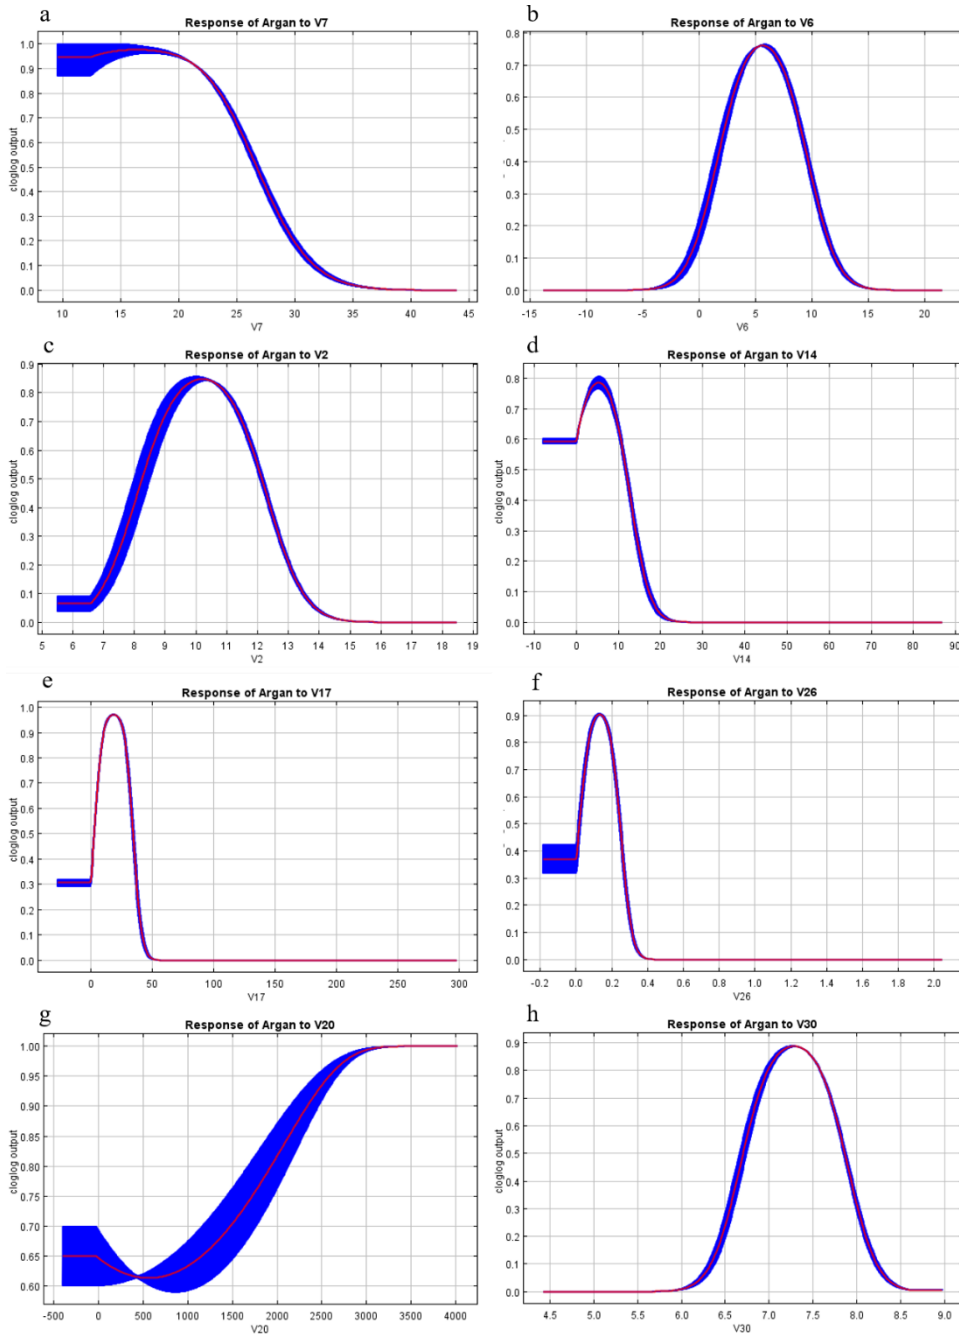 a
Response of Argan to V7
cloglog output
1.0
0.9
0.8
0.7
0.6
0.5
0.4
0.3
0.2
0.1
0.0
10 15 20 25 30 35 40 45
V7
b
Response of Argan to V6
0.8
0.7
0.6
0.5
0.4
0.3
0.2
0.1
0.0
-15 -10 -5 0 5 10 15 20
V6
c
Response of Argan to V2
cloglog output
0.9
0.8
0.7
0.6
0.5
0.4
0.3
0.2
0.1
0.0
5 6 7 8 9 10 11 12 13 14 15 16 17 18 19
V2
d
Response of Argan to V14
cloglog output
0.8
0.7
0.6
0.5
0.4
0.3
0.2
0.1
0.0
-10 0 10 20 30 40 50 60 70 80 90
V14
e
Response of Argan to V17
cloglog output
1.0
0.9
0.8
0.7
0.6
0.5
0.4
0.3
0.2
0.1
0.0
0 50 100 150 200 250 300
V17
f
Response of Argan to V26
0.9
0.8
0.7
0.6
0.5
0.4
0.3
0.2
0.1
0.0
-0.2 0.0 0.2 0.4 0.6 0.8 1.0 1.2 1.4 1.6 1.8 2.0
V26
g
Response of Argan to V20
cloglog output
1.00
0.95
0.90
0.85
0.80
0.75
0.70
0.65
0.60
-500 0 500 1000 1500 2000 2500 3000 3500 4000
V20
h
Response of Argan to V30
cloglog output
0.9
0.8
0.7
0.6
0.5
0.4
0.3
0.2
0.1
0.0
4.5 5.0 5.5 6.0 6.5 7.0 7.5 8.0 8.5 9.0
V30